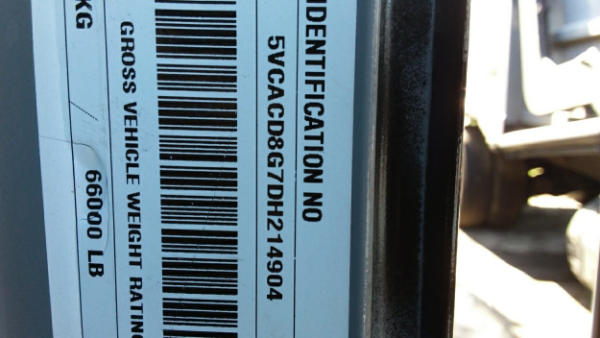 IDENTIFICATION NO
5VCACD8G7DH214904
GROSS VEHICLE WEIGHT RATING
KG
66000 LB